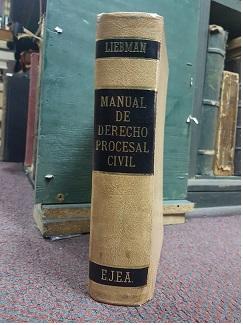 LIEBMAN
MANUAL
DE
DERECHO
PROCESAL
CIVIL
E.J.E.A.